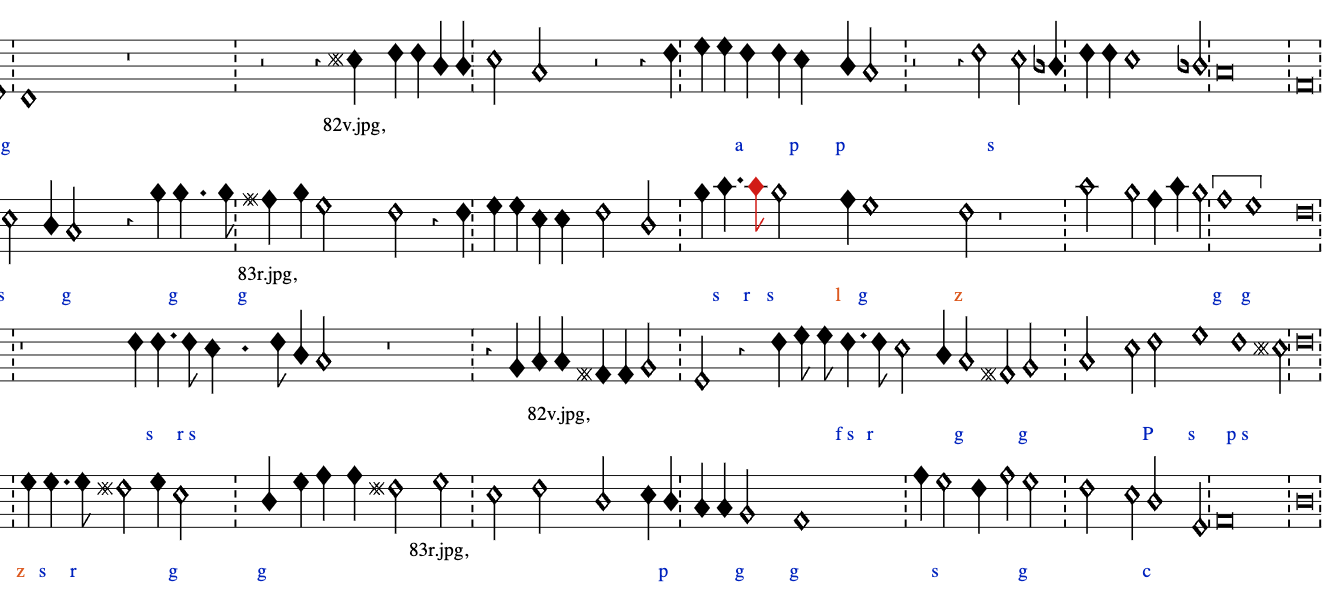 82v.jpg,
g a p p s
83r.jpg,
s g g g s r s l g z g g
82v.jpg,
s r s f s r g g P s p s
83r.jpg,
z s r g g p g g s g c